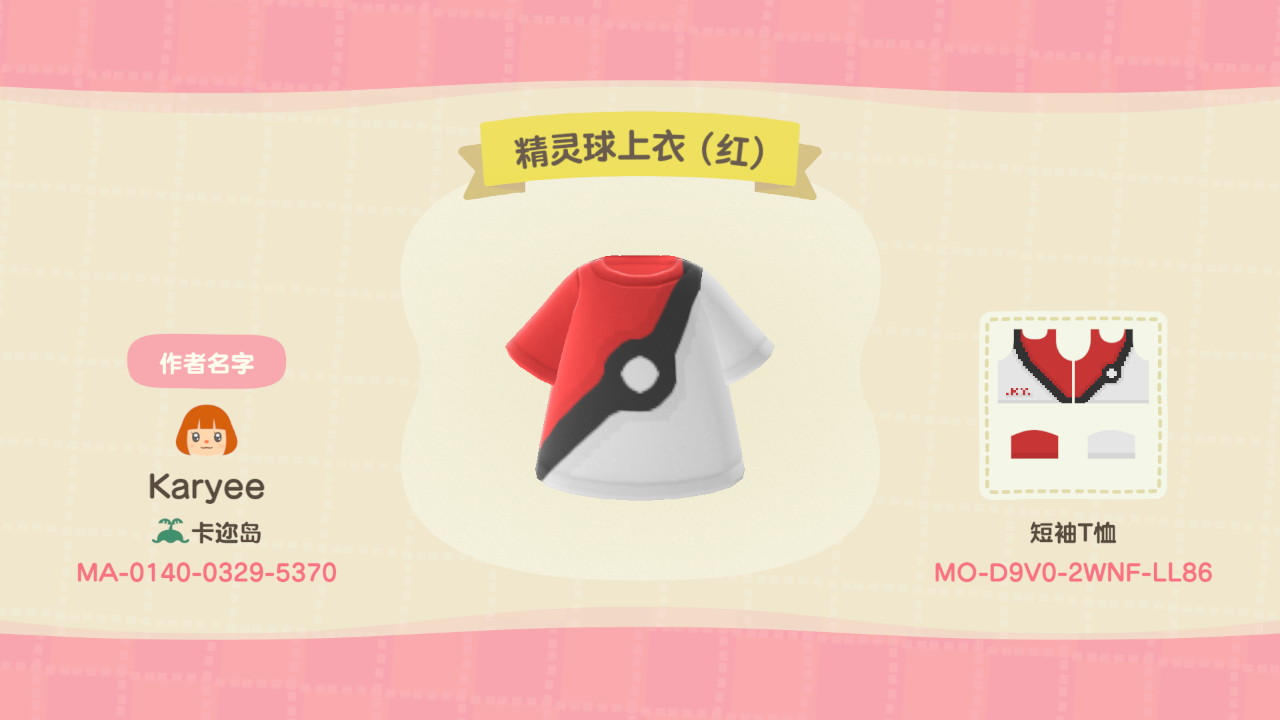 精灵球上衣（红）
作者名字
Karyee
卡迩岛
MA-0140-0329-5370
.KY.
短袖T恤
MO-D9V0-2WNF-LL86